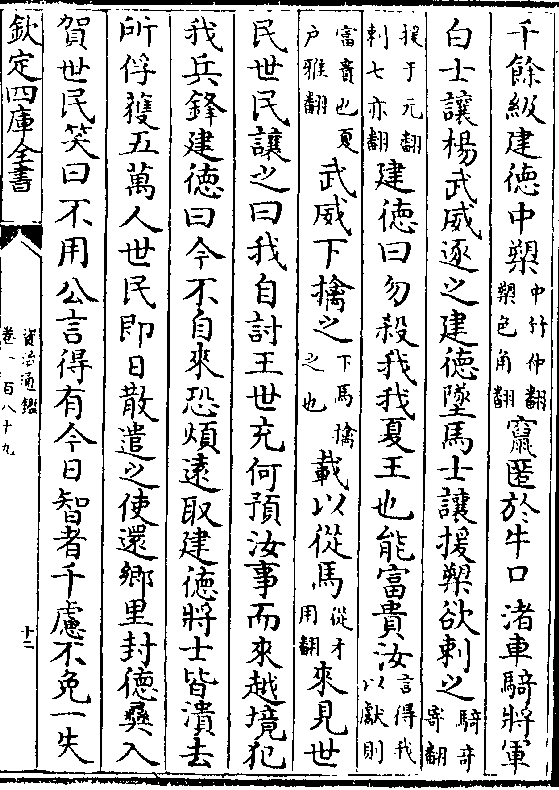 千餘級建德中槊中竹仲翻槊色角翻竄匿於牛口渚車騎將軍
白士讓楊武威逐之建德墜馬士讓援槊欲刺之騎奇寄翻
援于元翻刺七亦翻建德曰勿殺我我夏王也能富貴汝言得我以獻則
富貴也夏户雅翻武威下擒之下馬擒之也載以從馬從才用翻來見世
民世民讓之曰我自討王世充何預汝事而來越境犯
我兵鋒建德曰今不自來恐煩遠取建德將士皆潰去
所俘獲五萬人世民即日散遣之使還鄉里封德彞入
賀世民笑曰不用公言得有今日智者千慮不免一失
欽定四庫全書
資治通鑑
卷一百八十九
十二